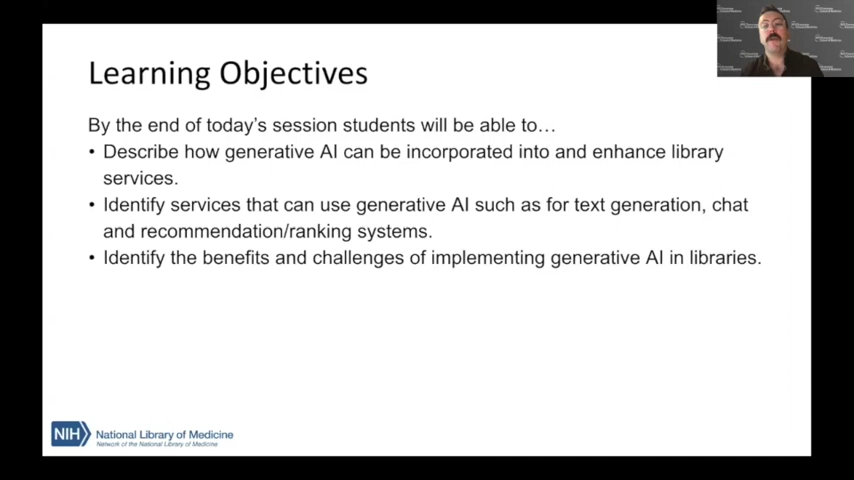 Learning Objectives
By the end of today's session students will be able to…
• Describe how generative AI can be incorporated into and enhance library
services.
• Identify services that can use generative AI such as for text generation, chat
and recommendation/ranking systems.
• Identify the benefits and challenges of implementing generative AI in libraries.
NIH National Library of Medicine
Network of the National Library of Medicine